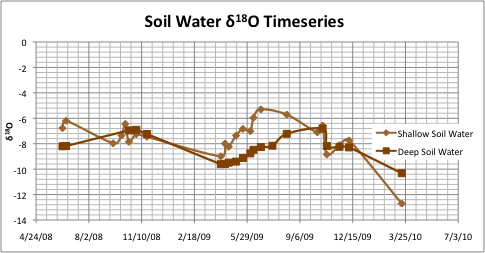 Soil Water δ18O Timeseries
0
-2
-4
-6
-8
-10
-12
-14
δ18O
Shallow Soil Water
Deep Soil Water
4/24/08 8/2/08 11/10/08 2/18/09 5/29/09 9/6/09 12/15/09 3/25/10 7/3/10